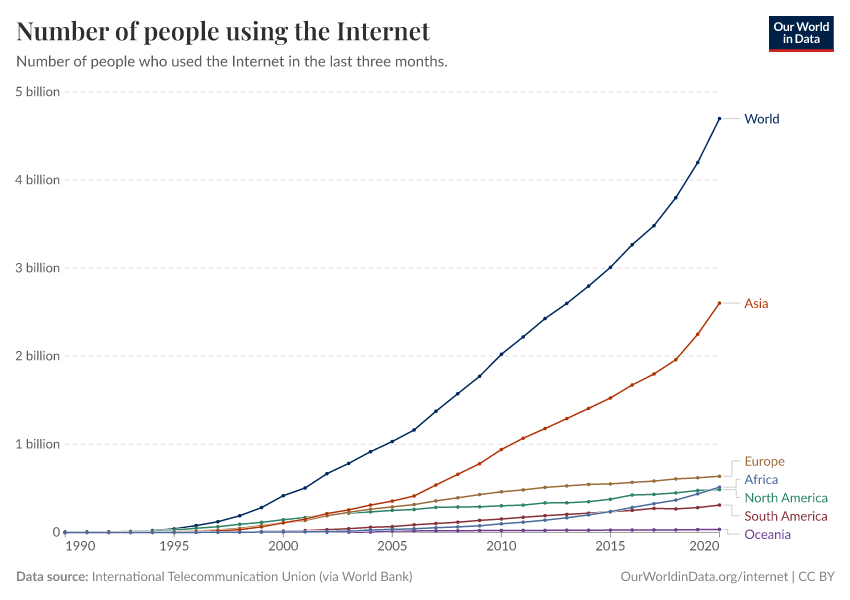 Number of people using the Internet
Our World
in Data
Number of people who used the Internet in the last three months.
5 billion
World
4 billion
3 billion
Asia
2 billion
1 billion
Europe
Africa
North America
South America
Oceania
0
1990
1995
2000
2005
2010
2015
2020
Data source: International Telecommunication Union (via World Bank)
OurWorldinData.org/internet | CC BY